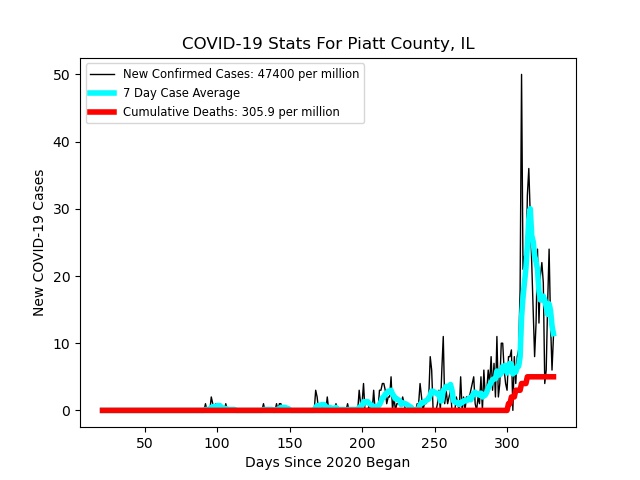 COVID-19 Stats For Piatt County, IL
New Confirmed Cases: 47400 per million
7 Day Case Average
Cumulative Deaths: 305.9 per million
New COVID-19 Cases
50
40
30
20
10
0
50 100 150 200 250 300
Days Since 2020 Began